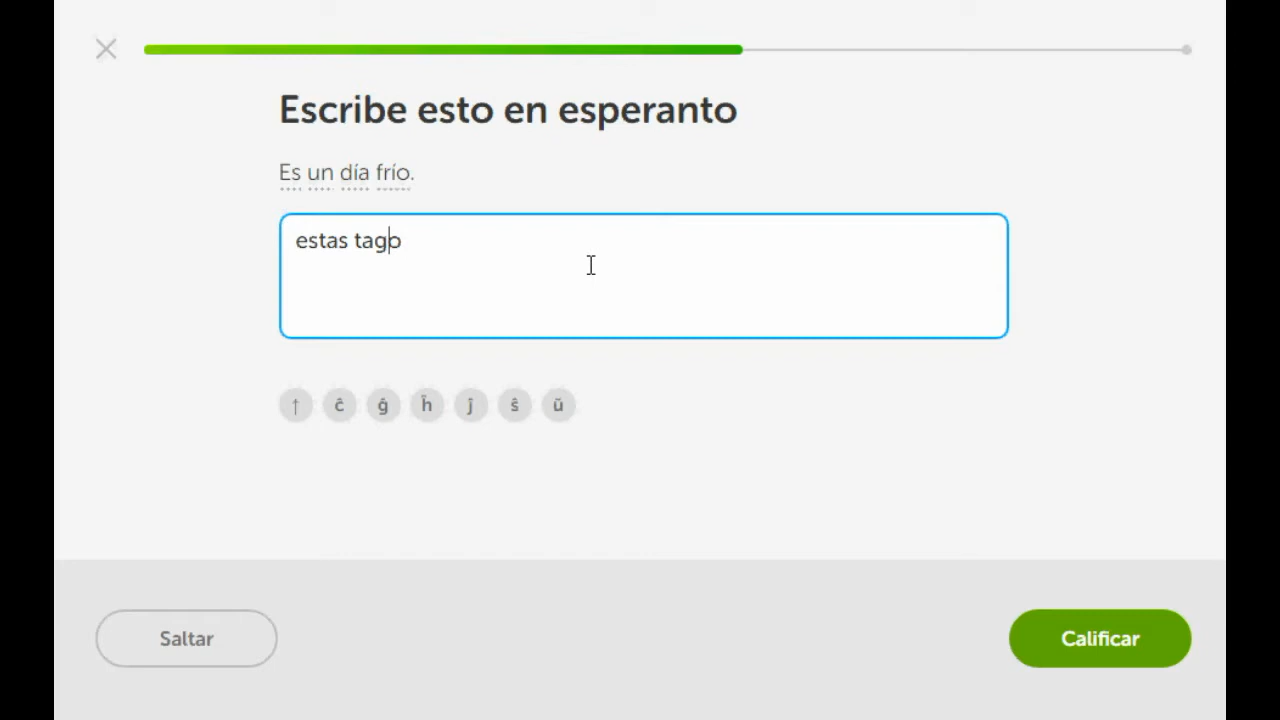 Escribe esto en esperanto
Es un día frío.
estas tago
↑ ĉ ĝ ĥ ĵ ŝ ŭ
Saltar
Calificar